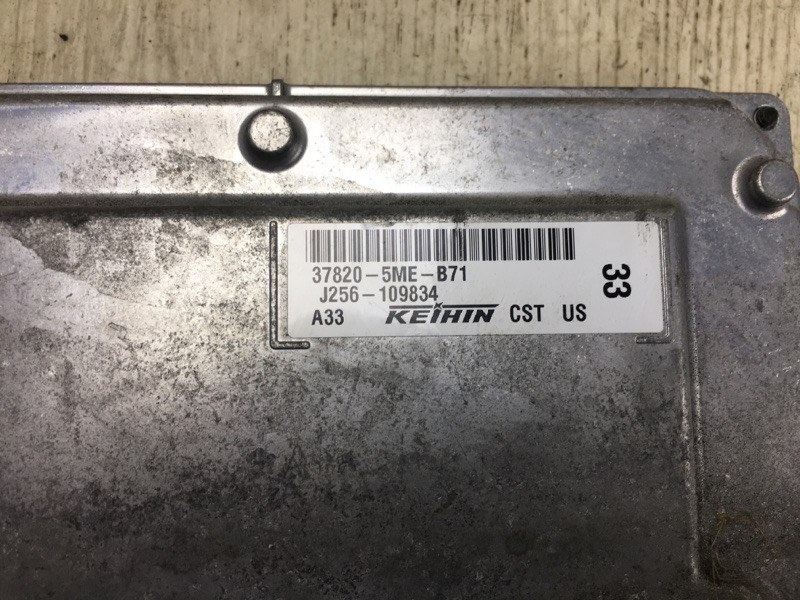 37820-5ME-B71
J256-109834
A33 KEIHIN CST US
33